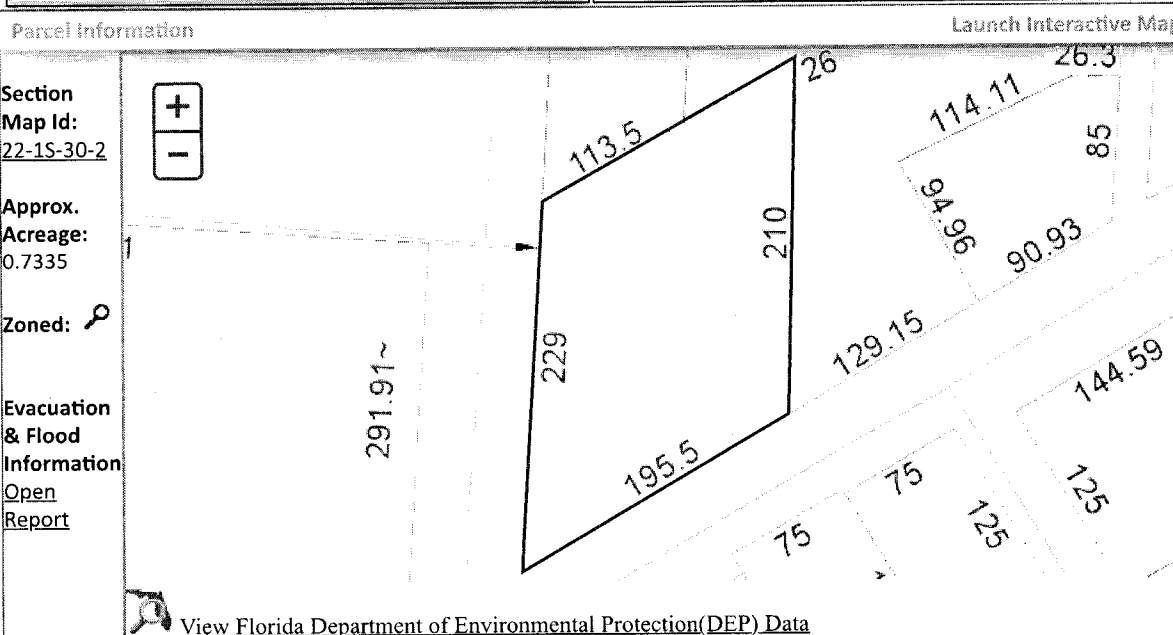 Parcel Information
Launch Interactive Map
Section
Map Id:
22-1S-30-2
Approx.
Acreage:
0.7335
Zoned:
Evacuation
& Flood
Information
Open
Report
+
−
26
26.3
113.5
114.11
85
94.96
90.93
210
229
129.15
291.91~
144.59
195.5
75
75
125
125
View Florida Department of Environmental Protection(DEP) Data